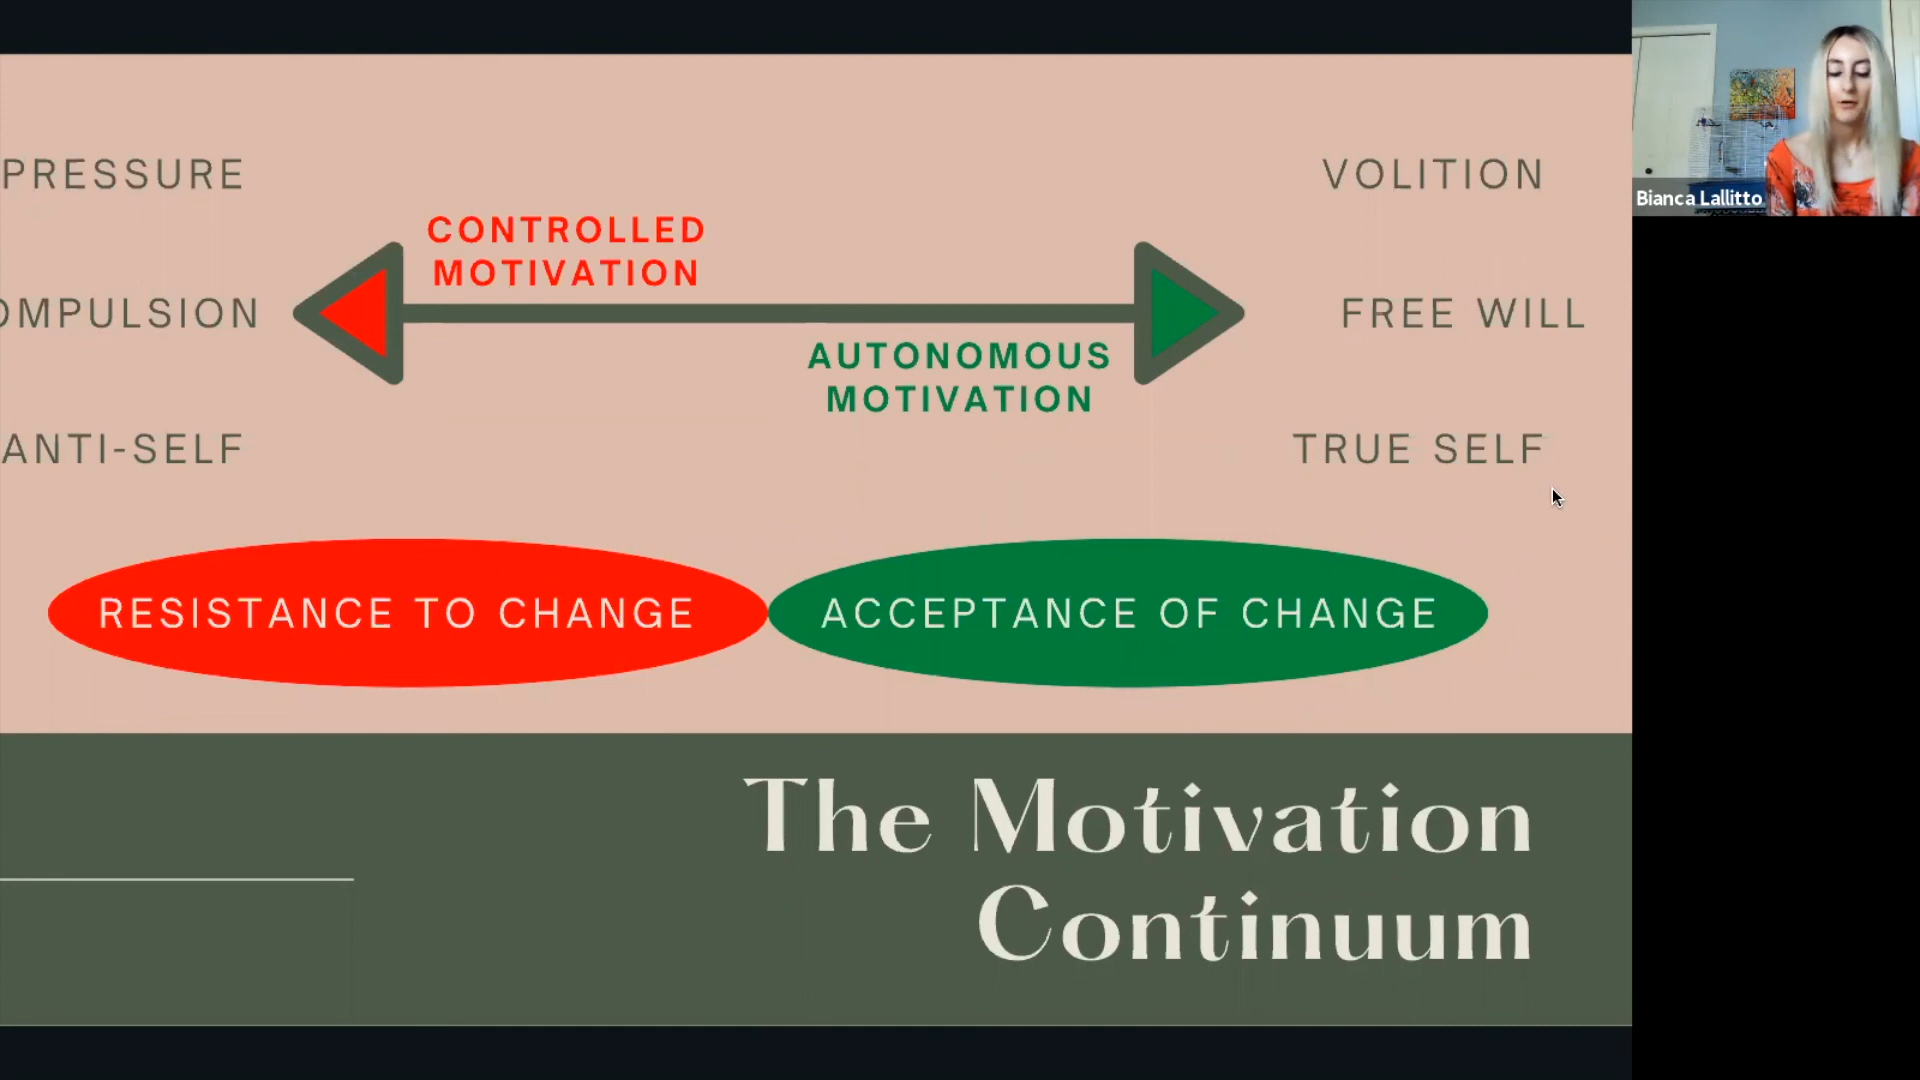 PRESSURE
VOLITION
CONTROLLED
MOTIVATION
OMPULSION
FREE WILL
AUTONOMOUS
MOTIVATION
ANTI-SELF
TRUE SELF
RESISTANCE TO CHANGE
ACCEPTANCE OF CHANGE
The Motivation
Continuum
Bianca Lallitto